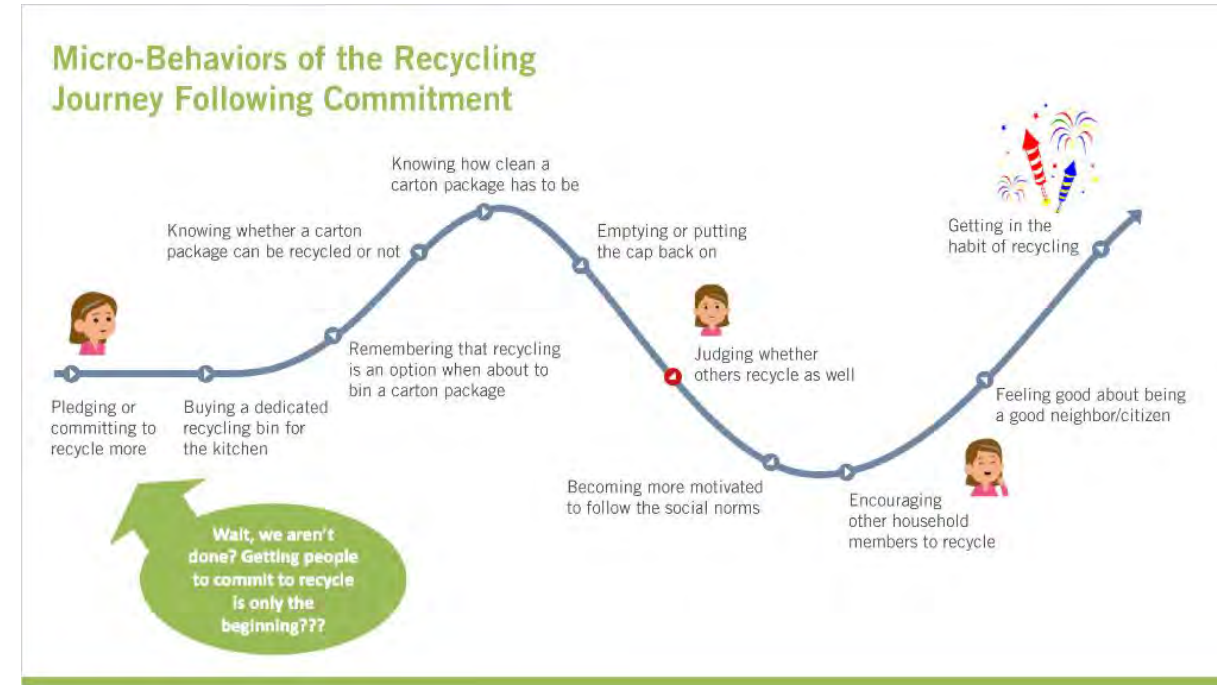 Micro-Behaviors of the Recycling
Journey Following Commitment
Pledging or
committing to
recycle more
Buying a dedicated
recycling bin for
the kitchen
Remembering that recycling
is an option when about to
bin a carton package
Knowing whether a carton
package can be recycled or not
Knowing how clean a
carton package has to be
Emptying or putting
the cap back on
Judging whether
others recycle as well
Becoming more motivated
to follow the social norms
Encouraging
other household
members to recycle
Feeling good about being
a good neighbor/citizen
Getting in the
habit of recycling
Wait, we aren't
done? Getting people
to commit to recycle
is only the
beginning???